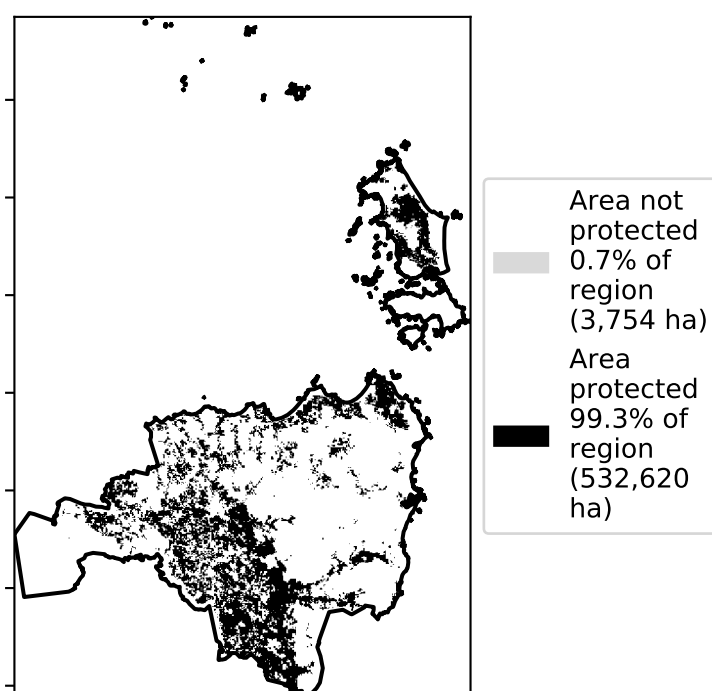 Area not
protected
0.7% of
region
(3,754 ha)
Area
protected
99.3% of
region
(532,620
ha)